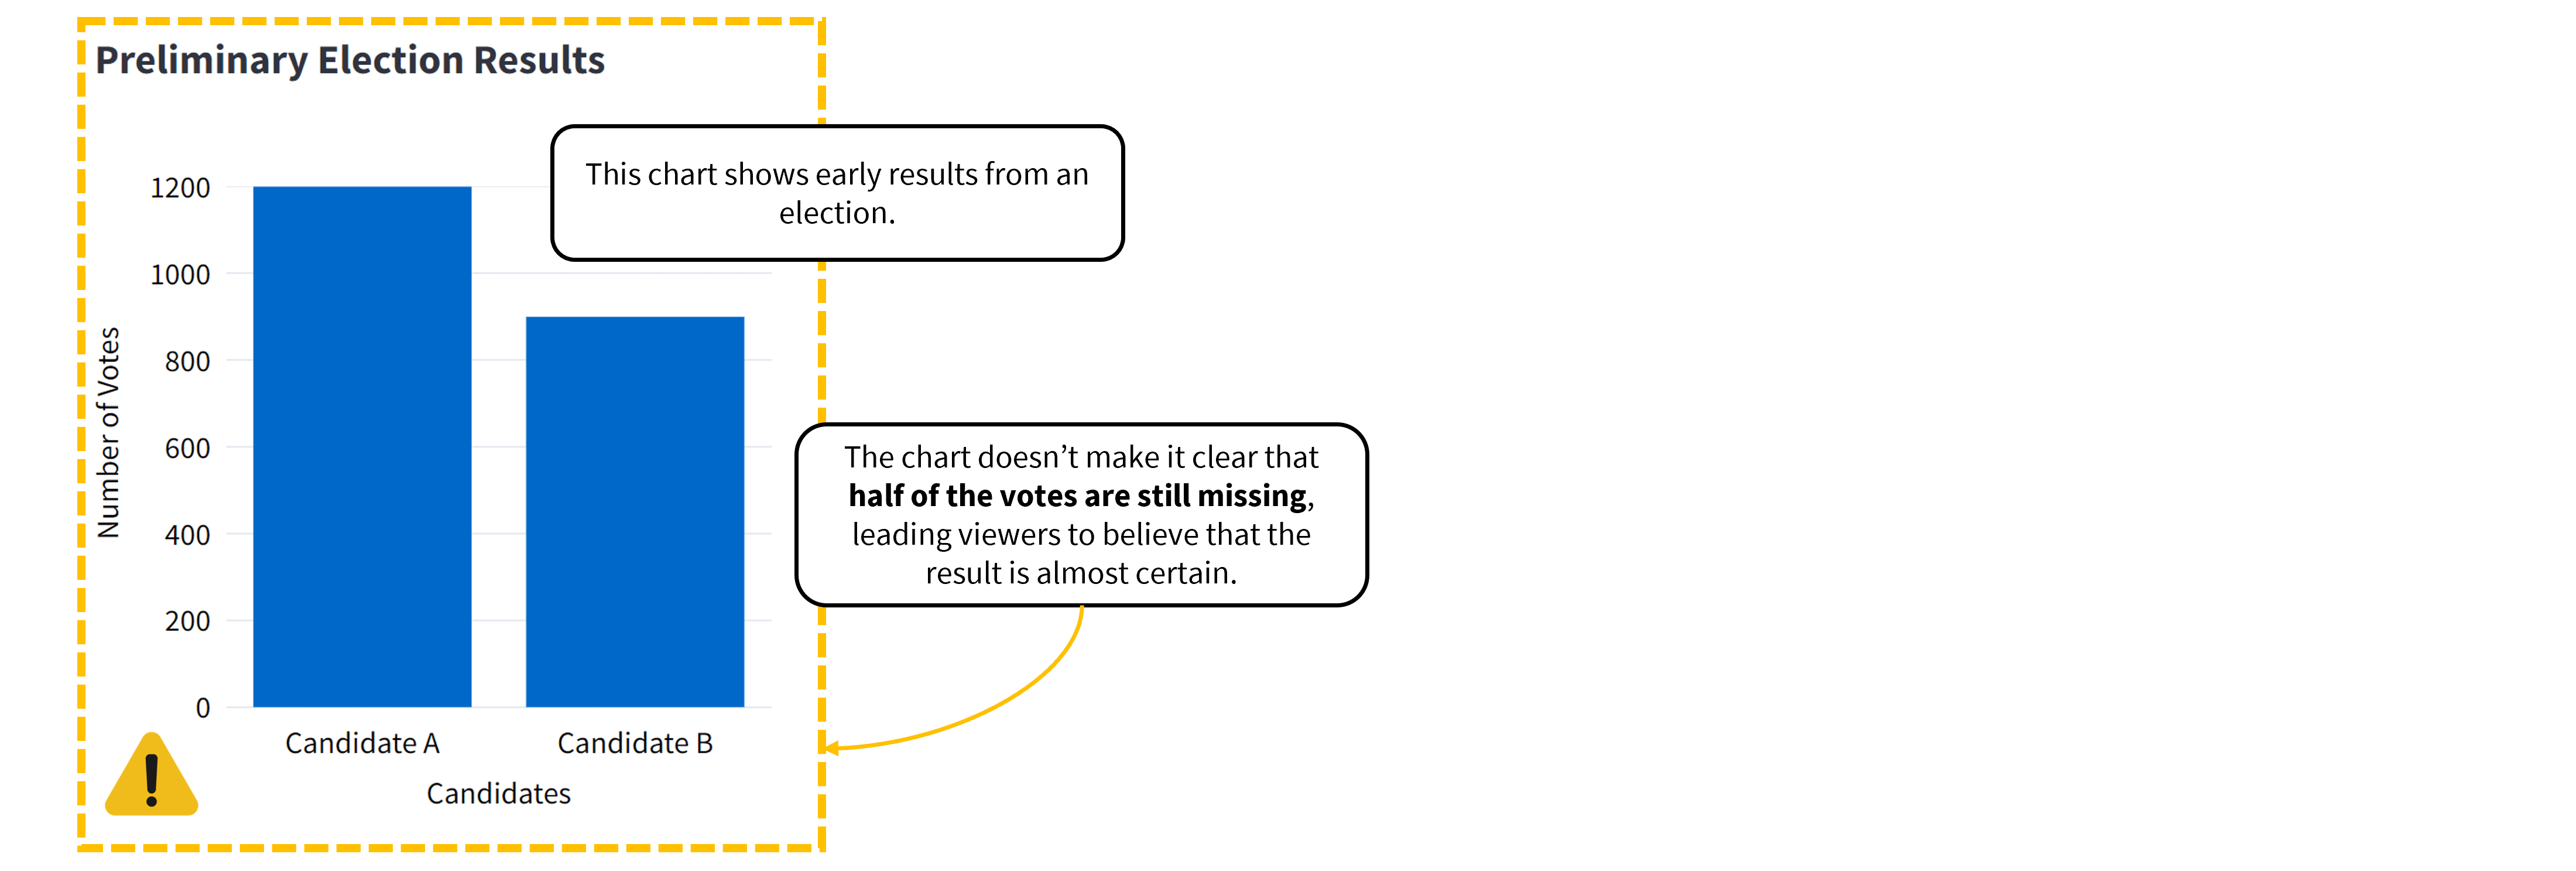 Preliminary Election Results
This chart shows early results from an
election.
1200
1000
800
600
400
200
0
Number of Votes
The chart doesn’t make it clear that
half of the votes are still missing,
leading viewers to believe that the
result is almost certain.
Candidate A
Candidate B
Candidates